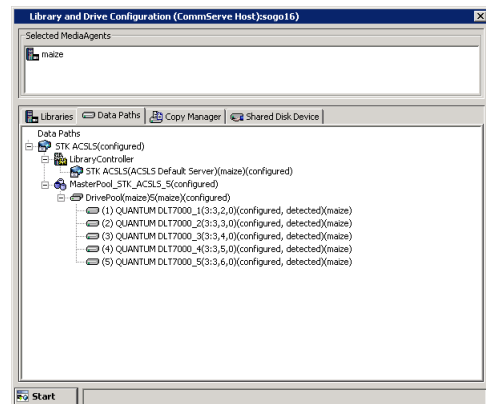 Library and Drive Configuration (CommServe Host):sogo16)
Selected MediaAgents
maize
Libraries Data Paths Copy Manager Shared Disk Device
Data Paths
STK ACSLS(configured)
LibraryController
STK ACSLS(ACSLS Default Server)(maize)(configured)
MasterPool_STK_ACSLS_5(configured)
DrivePool(maize)5(maize)(configured)
(1) QUANTUM DLT7000_1(3:3,2,0)(configured, detected)(maize)
(2) QUANTUM DLT7000_2(3:3,3,0)(configured, detected)(maize)
(3) QUANTUM DLT7000_3(3:3,4,0)(configured, detected)(maize)
(4) QUANTUM DLT7000_4(3:3,5,0)(configured, detected)(maize)
(5) QUANTUM DLT7000_5(3:3,6,0)(configured, detected)(maize)
Start